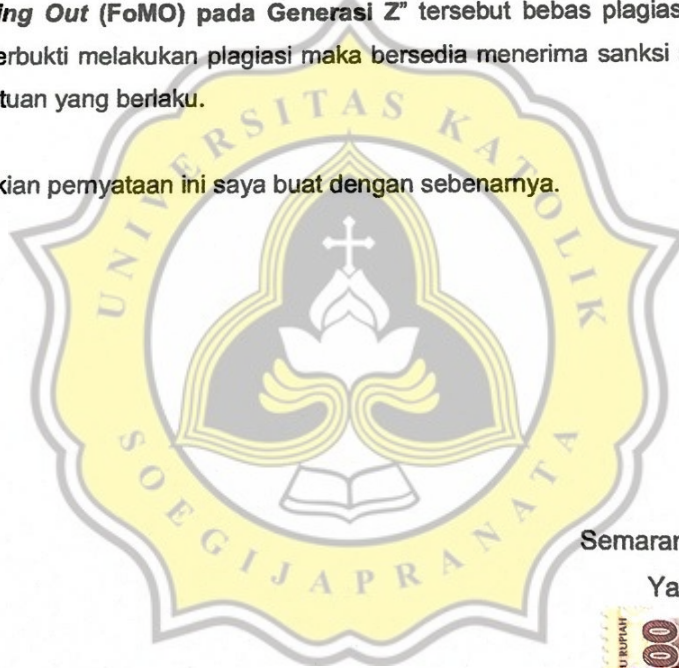 ing Out (FoMO) pada Generasi Z" tersebut bebas plagias
erbukti melakukan plagiasi maka bersedia menerima sanksi
tuan yang berlaku.
kian pernyataan ini saya buat dengan sebenarnya.
UNIVERSITAS KATOLIK
SOEGIJAPRANATA
Semaran
Ya
RUPIAH
00